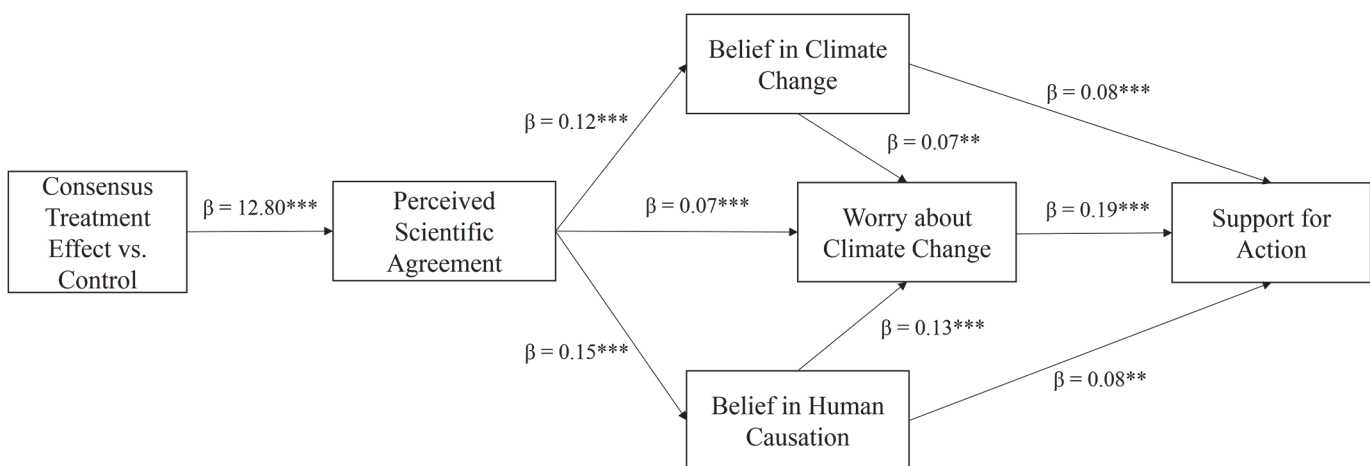 Belief in Climate
Change
β = 0.08***
β = 0.12***
β = 0.07**
Consensus
Treatment
Effect vs.
Control
β = 12.80***
Perceived
Scientific
Agreement
β = 0.07***
Worry about
Climate Change
β = 0.19***
Support for
Action
β = 0.15***
β = 0.13***
β = 0.08**
Belief in Human
Causation